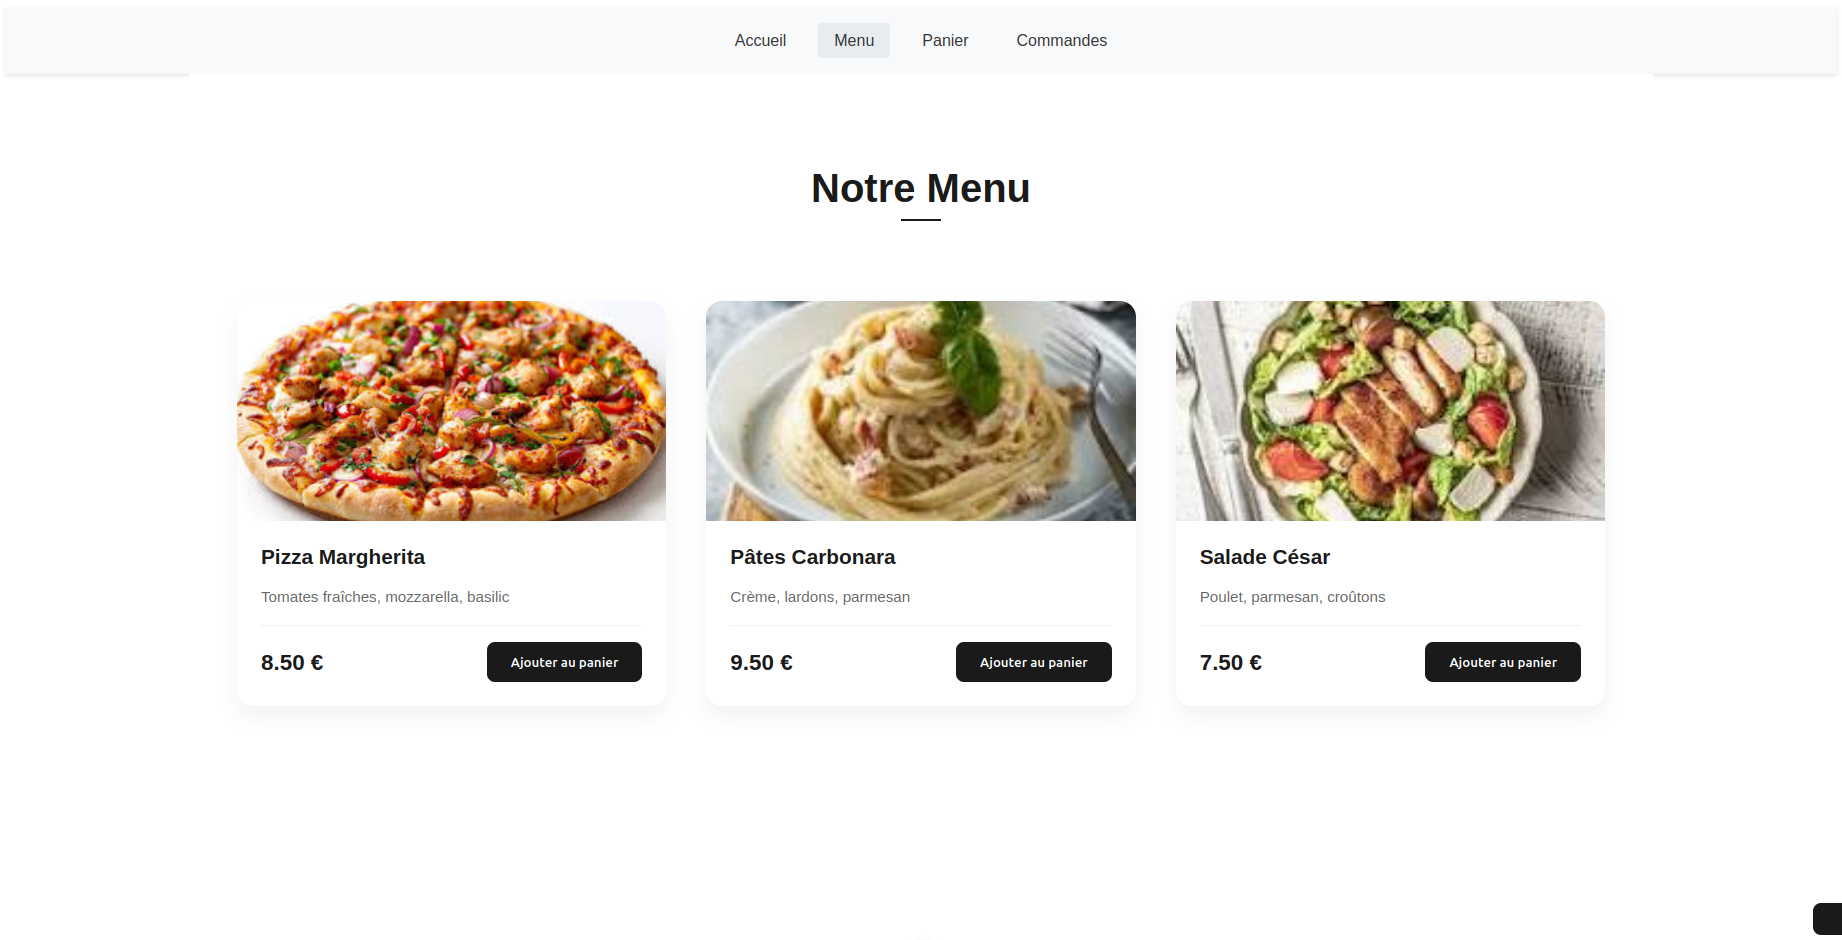 Accueil Menu Panier Commandes
Notre Menu
Pizza Margherita
Tomates fraîches, mozzarella, basilic
8.50 €
Ajouter au panier
Pâtes Carbonara
Crème, lardons, parmesan
9.50 €
Ajouter au panier
Salade César
Poulet, parmesan, croûtons
7.50 €
Ajouter au panier